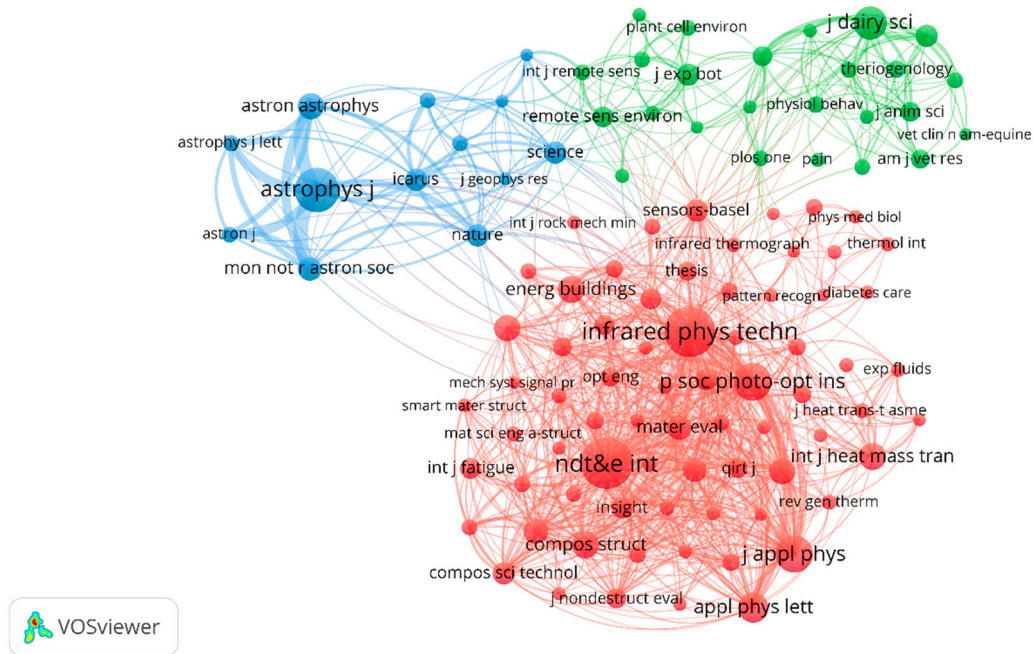 plant cell environ
j dairy sci
int j remote sens
j exp bot
theriogenology
astron astrophys
remote sens environ
physiol behav
j anim sci
astrophys j lett
vet clin n am-equine
science
plos one
pain
am j vet res
astrophys j
icarus
j geophys res
sensors-basel
int j rock mech min
phys med biol
astron j
nature
infrared thermograph
thermol int
mon not r astron soc
thesis
energ buildings
pattern recogn
diabetes care
infrared phys techn
exp fluids
mech syst signal pr
opt eng
p soc photo-opt ins
smart mater struct
j heat trans-t asme
mat sci eng a-struct
mater eval
int j fatigue
ndt&e int
qirt j
int j heat mass tran
rev gen therm
insight
compos struct
j appl phys
compos sci technol
j nondestruct eval
appl phys lett
VOSviewer